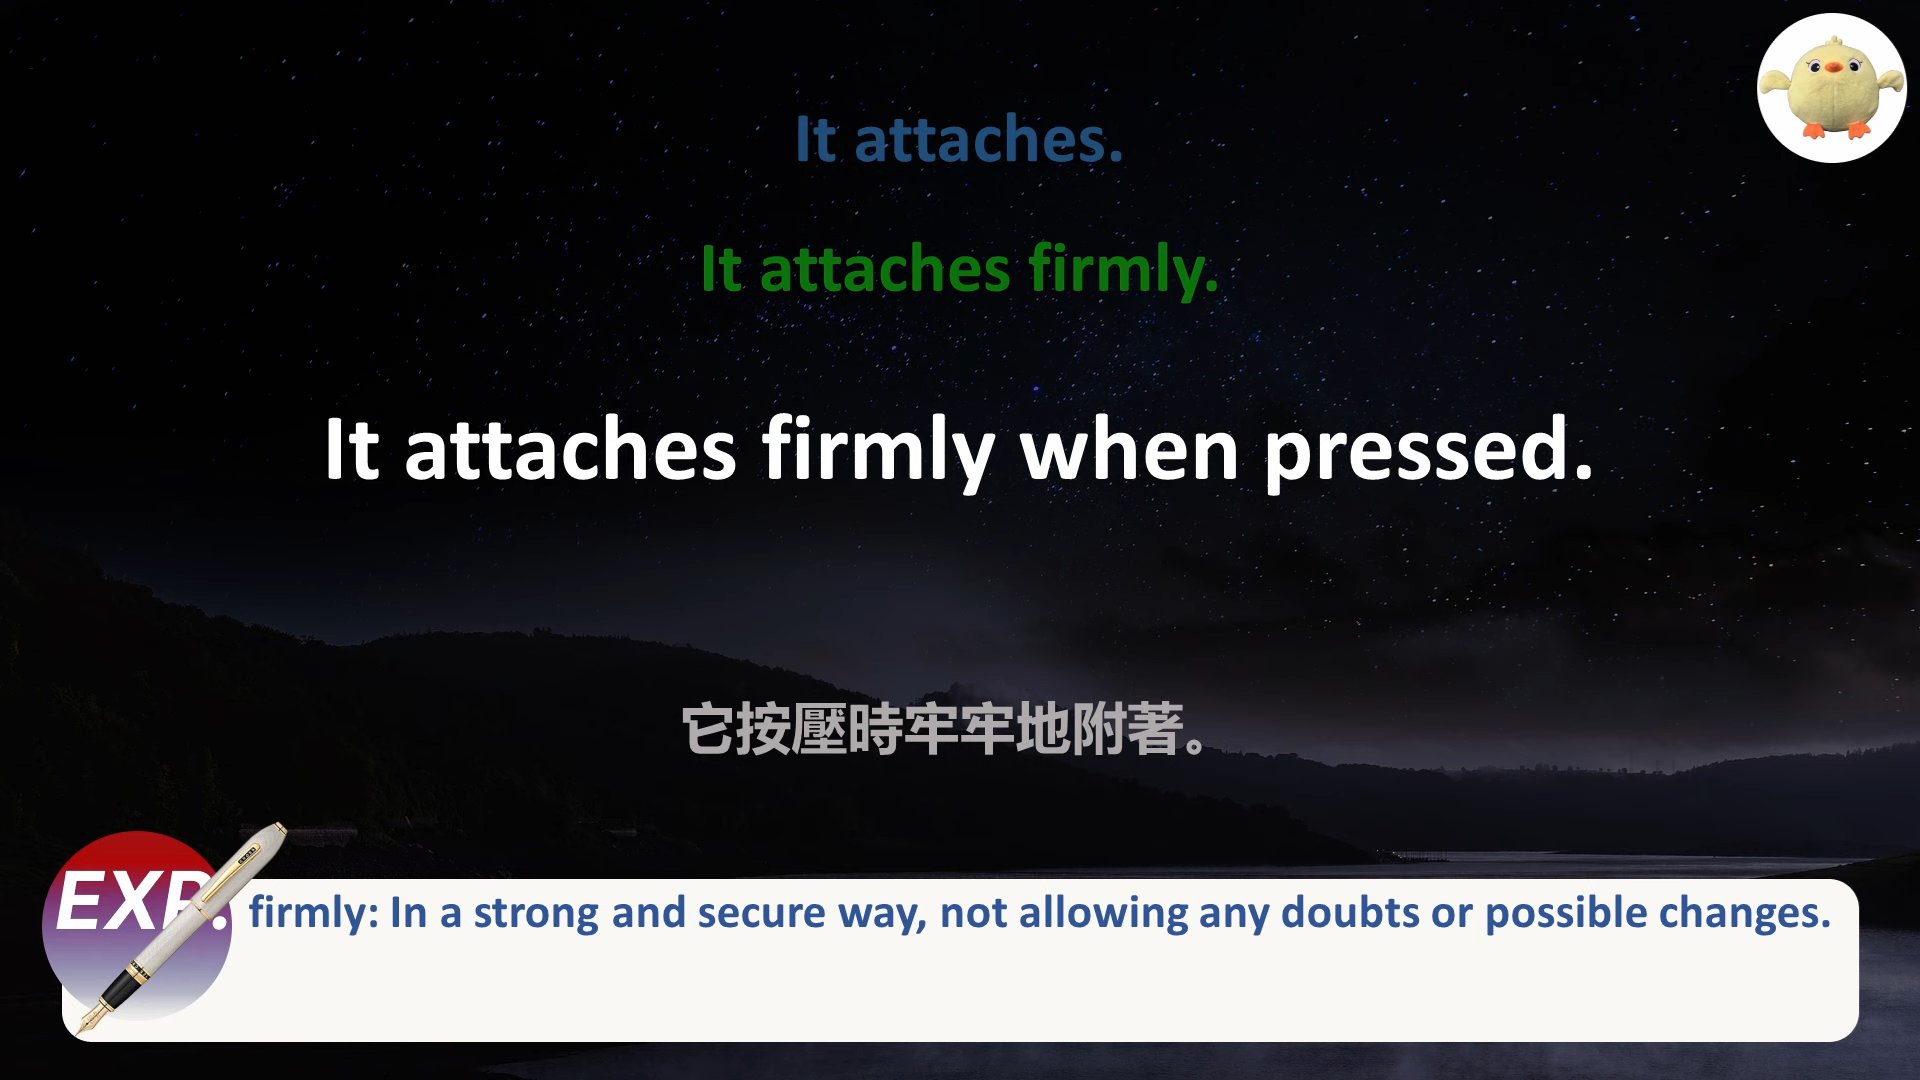 It attaches.
It attaches firmly.
It attaches firmly when pressed.
它按壓時牢牢地附著。
EXP.
firmly: In a strong and secure way, not allowing any doubts or possible changes.